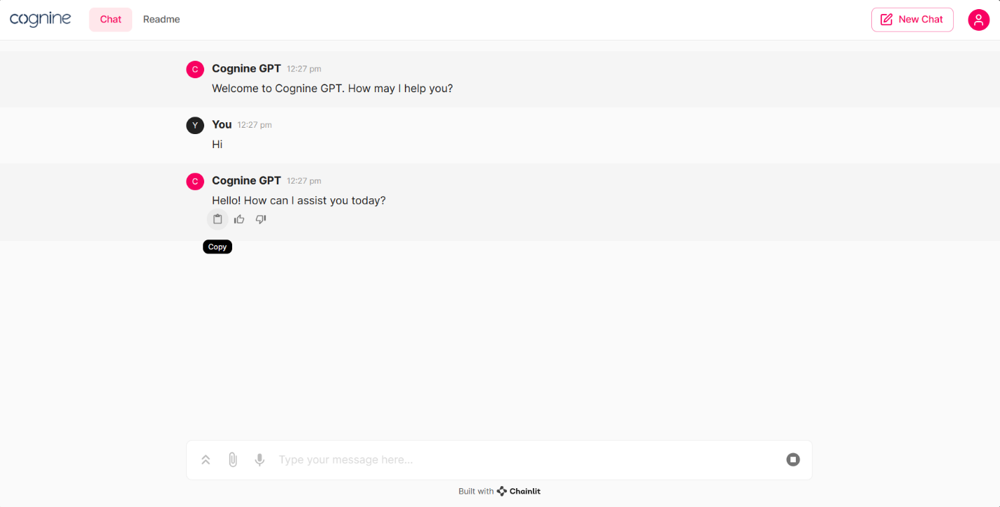 cognine
Chat
Readme
New Chat
C
Cognine GPT 12:27 pm
Welcome to Cognine GPT. How may I help you?
Y
You 12:27 pm
Hi
C
Cognine GPT 12:27 pm
Hello! How can I assist you today?
Copy
Type your message here...
Built with Chainlit